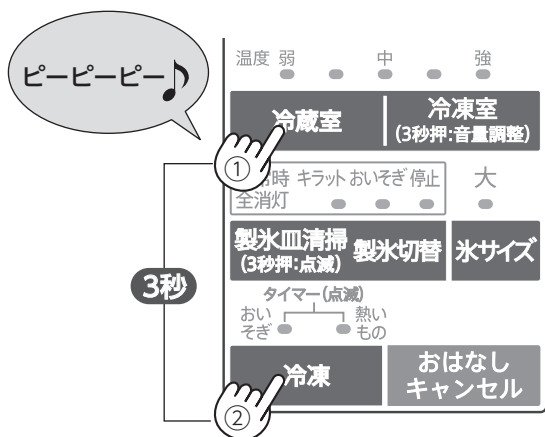 ピーピーピー♪
温度 弱 中 強
冷蔵室
冷凍室
(3秒押:音量調整)
①
常時 キラット おいそぎ 停止 大
全消灯
製氷皿清掃
(3秒押:点滅)
製氷切替
氷サイズ
3秒
タイマー(点滅)
おい
そぎ
熱い
もの
冷凍
おはなし
キャンセル
②